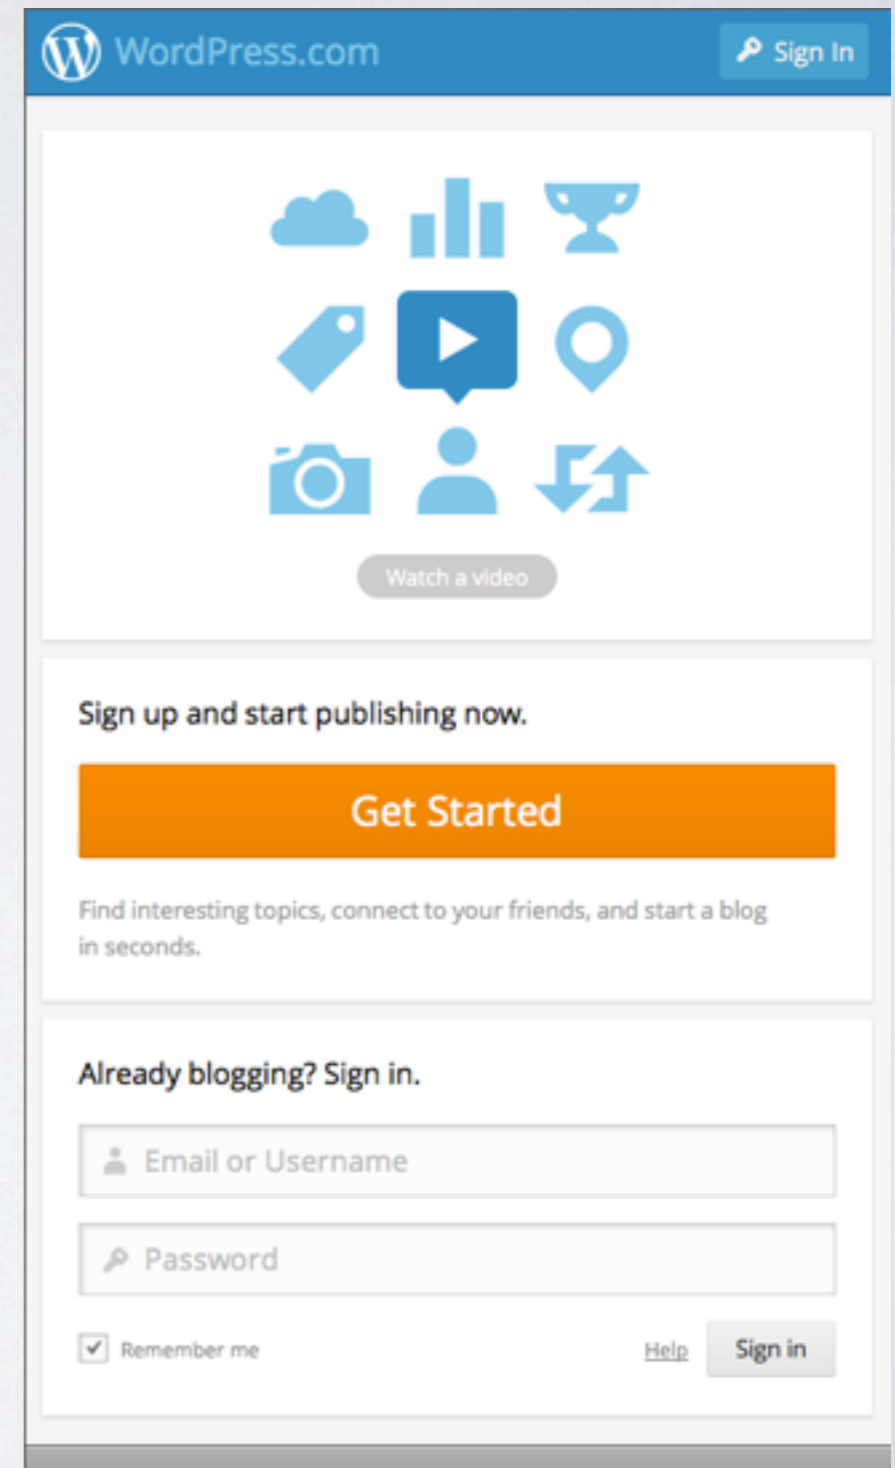 WordPress.com
Sign In
Watch a video
Sign up and start publishing now.
Get Started
Find interesting topics, connect to your friends, and start a blog
in seconds.
Already blogging? Sign in.
Email or Username
Password
Remember me
Help
Sign in